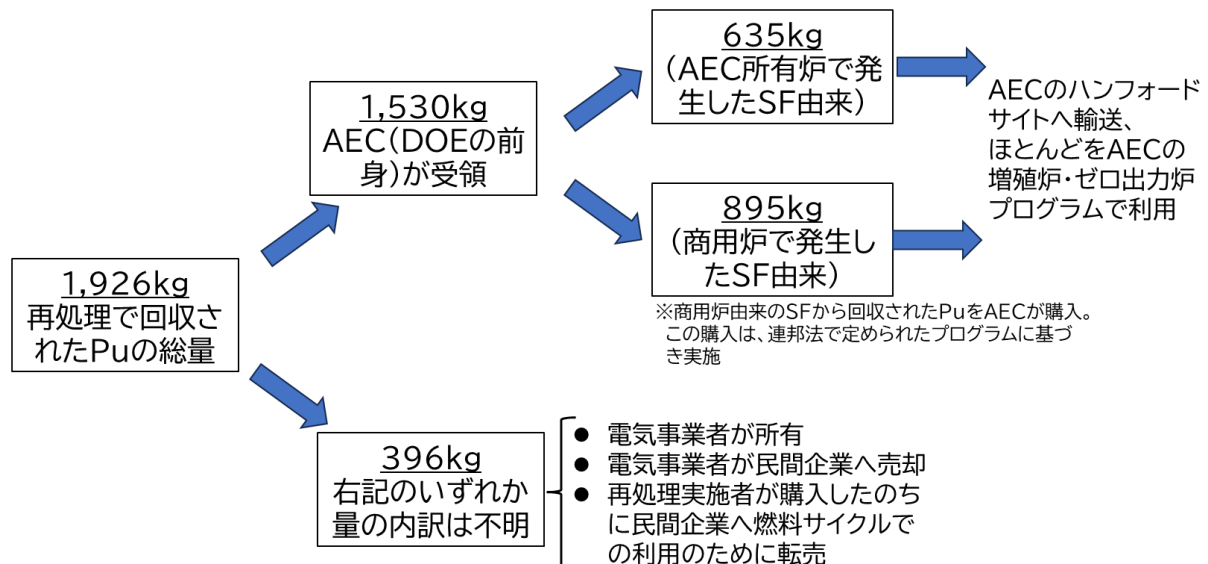 1,926kg
再処理で回収さ
れたPuの総量
1,530kg
AEC(DOEの前
身)が受領
635kg
(AEC所有炉で発
生したSF由来)
895kg
(商用炉で発生し
たSF由来)
※商用炉由来のSFから回収されたPuをAECが購入。
この購入は、連邦法で定められたプログラムに基づ
き実施
AECのハンフォード
サイトへ輸送、
ほとんどをAECの
増殖炉・ゼロ出力炉
プログラムで利用
396kg
右記のいずれか
量の内訳は不明
● 電気事業者が所有
● 電気事業者が民間企業へ売却
● 再処理実施者が購入したのち
に民間企業へ燃料サイクルで
の利用のために転売